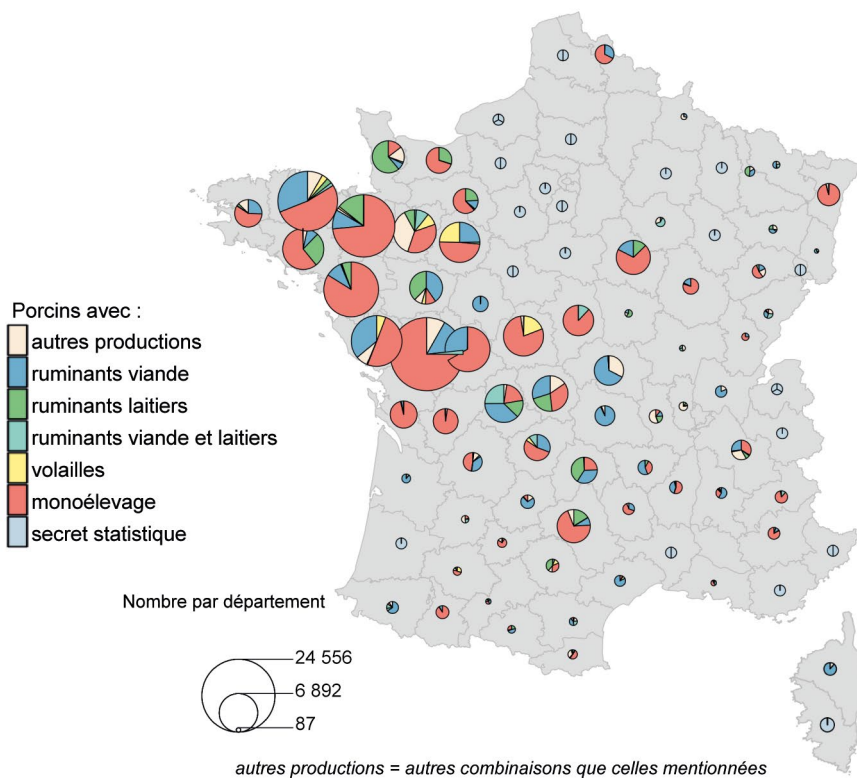 Porcins avec :
autres productions
ruminants viande
ruminants laitiers
ruminants viande et laitiers
volailles
monoélevage
secret statistique
Nombre par département
24 556
6 892
87
autres productions = autres combinaisons que celles mentionnées